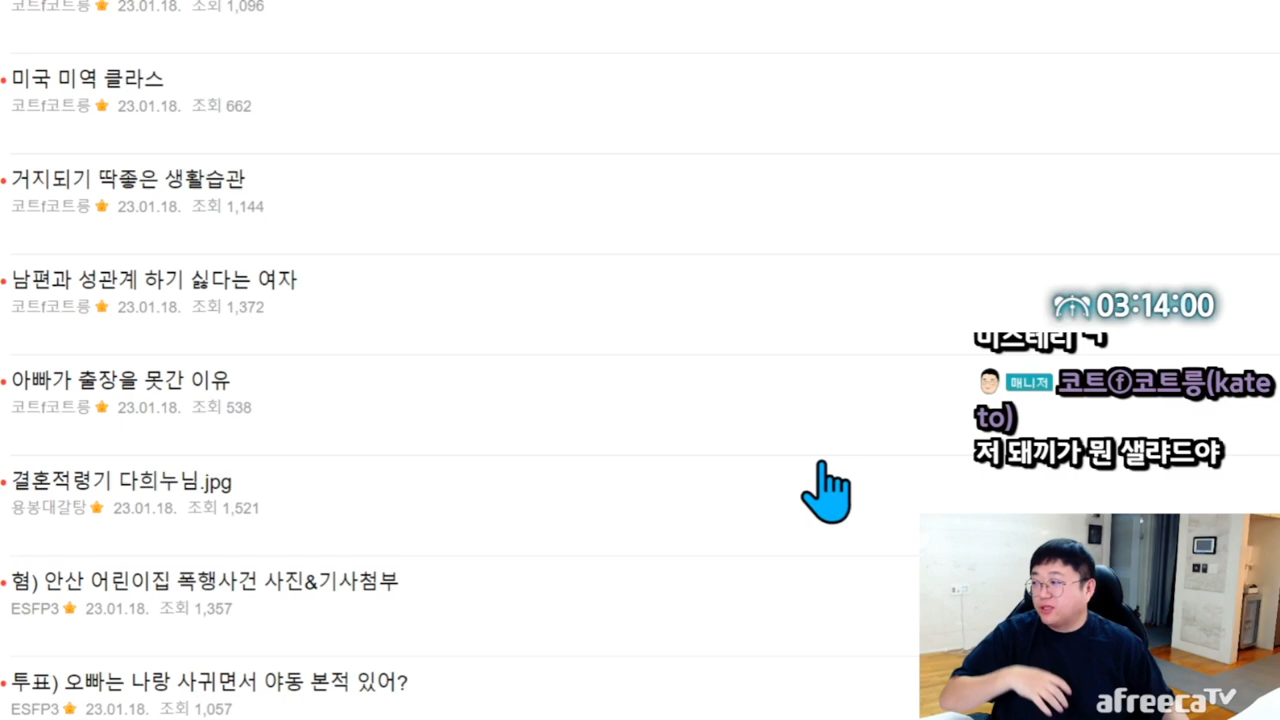 코트f코트릉 23.01.18. 조회 1,096
미국 미역 클라스
코트f코트릉 23.01.18. 조회 662
거지되기 딱좋은 생활습관
코트f코트릉 23.01.18. 조회 1,144
남편과 성관계 하기 싫다는 여자
코트f코트릉 23.01.18. 조회 1,372
아빠가 출장을 못간 이유
코트f코트릉 23.01.18. 조회 538
결혼적령기 다희누님.jpg
용봉대갈탕 23.01.18. 조회 1,521
혐) 안산 어린이집 폭행사건 사진&기사첨부
ESFP3 23.01.18. 조회 1,357
투표) 오빠는 나랑 사귀면서 야동 본적 있어?
ESFP3 23.01.18. 조회 1,057
03:14:00
미스테리 ㄱ
매니저 코트ⓕ코트릉(kate
to)
저 돼끼가 뭔 샐랴드야
afreecaTV